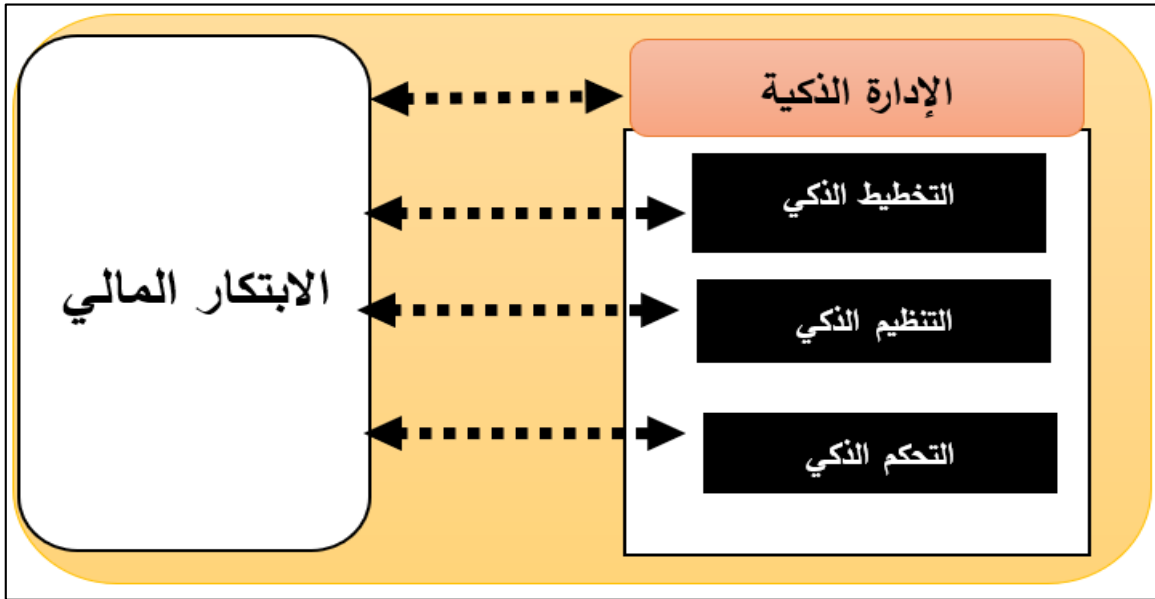 الإدارة الذكية
التخطيط الذكي
التنظيم الذكي
التحكم الذكي
الابتكار المالي